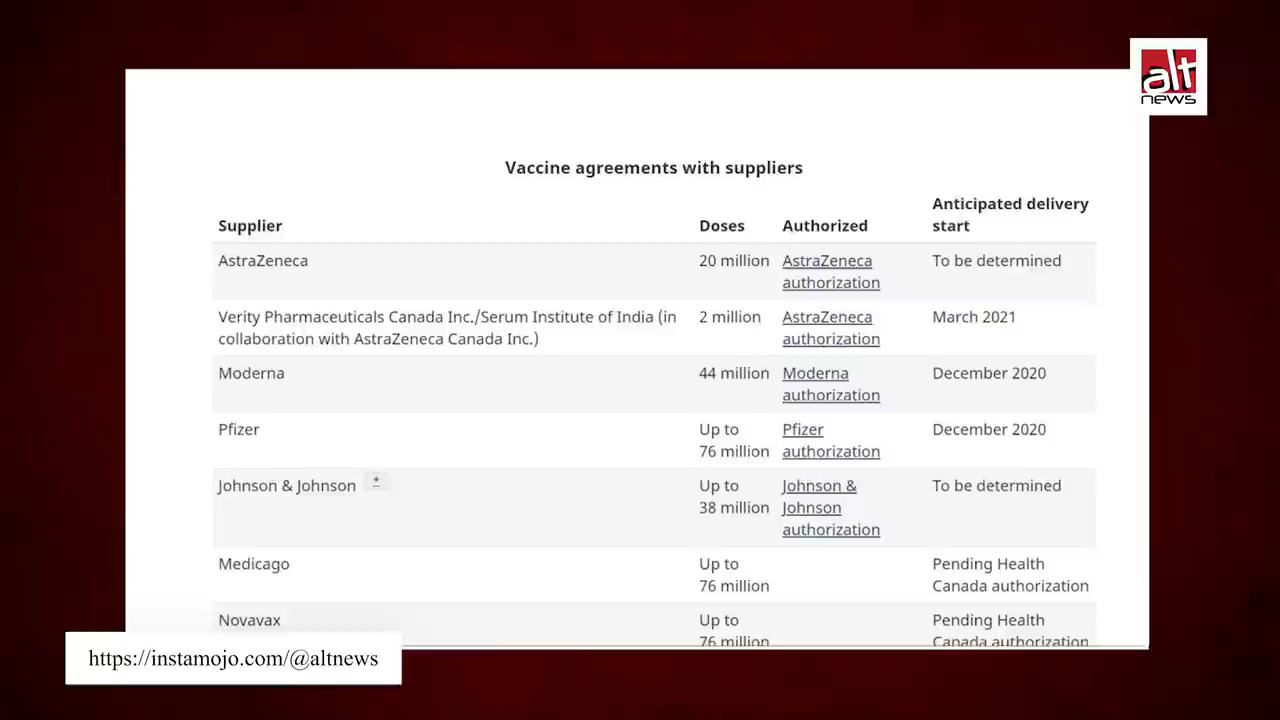 alt
news
Vaccine agreements with suppliers
Supplier Doses Authorized Anticipated delivery start
AstraZeneca 20 million AstraZeneca authorization To be determined
Verity Pharmaceuticals Canada Inc./Serum Institute of India (in
collaboration with AstraZeneca Canada Inc.) 2 million AstraZeneca authorization March 2021
Moderna 44 million Moderna authorization December 2020
Pfizer Up to 76 million Pfizer authorization December 2020
Johnson & Johnson * Up to 38 million Johnson & Johnson authorization To be determined
Medicago Up to 76 million Pending Health Canada authorization
Novavax Up to 76 million Pending Health Canada authorization
https://instamojo.com/@altnews